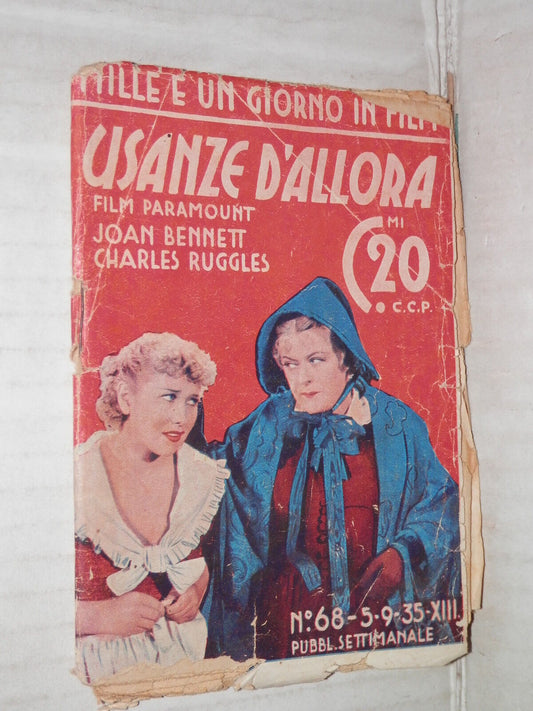 MILLE E UN GIORNO IN FILM
USANZE D'ALLORA
FILM PARAMOUNT
JOAN BENNETT
CHARLES RUGGLES
CMI 20
C.C.P.
N° 68-5-9-35-XIII.
PUBBL. SETTIMANALE